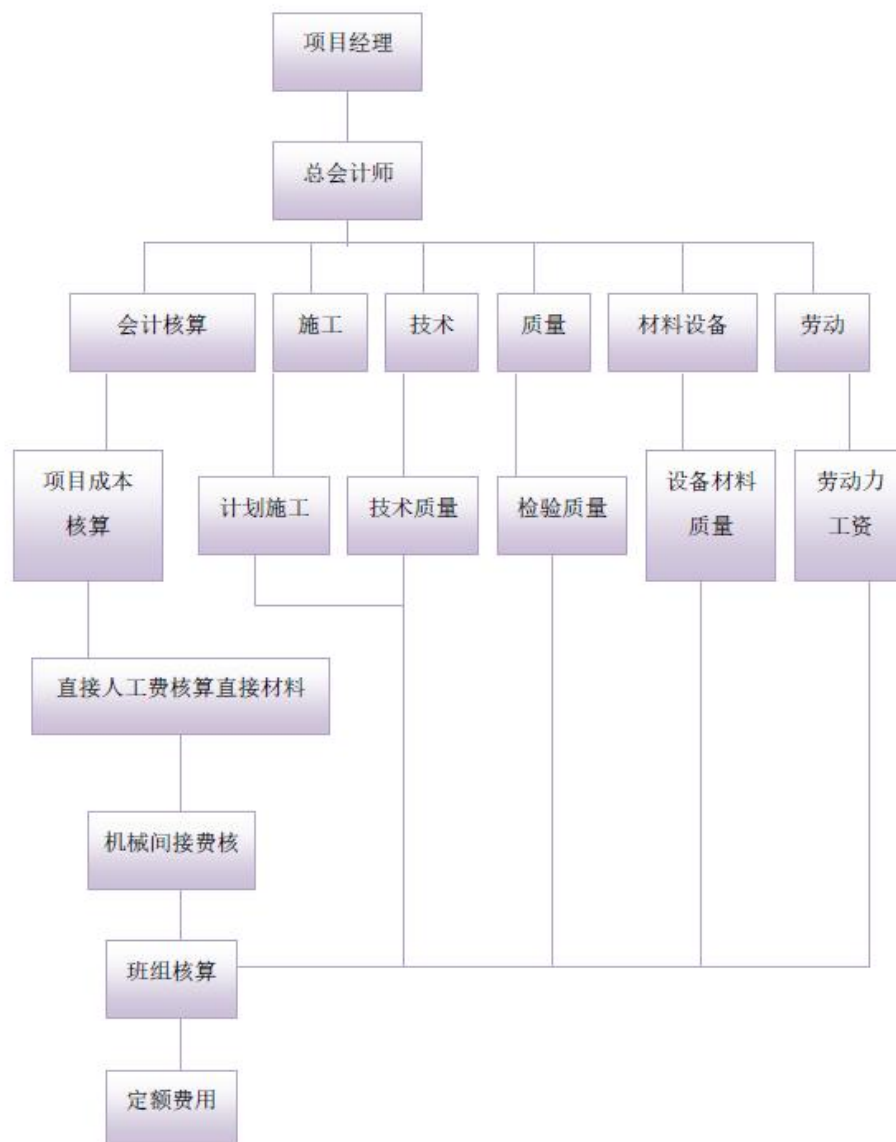 项目经理
总会计师
会计核算
施工
技术
质量
材料设备
劳动
项目成本
核算
计划施工
技术质量
检验质量
设备材料
质量
劳动力
工资
直接人工费核算直接材料
机械间接费核
班组核算
定额费用